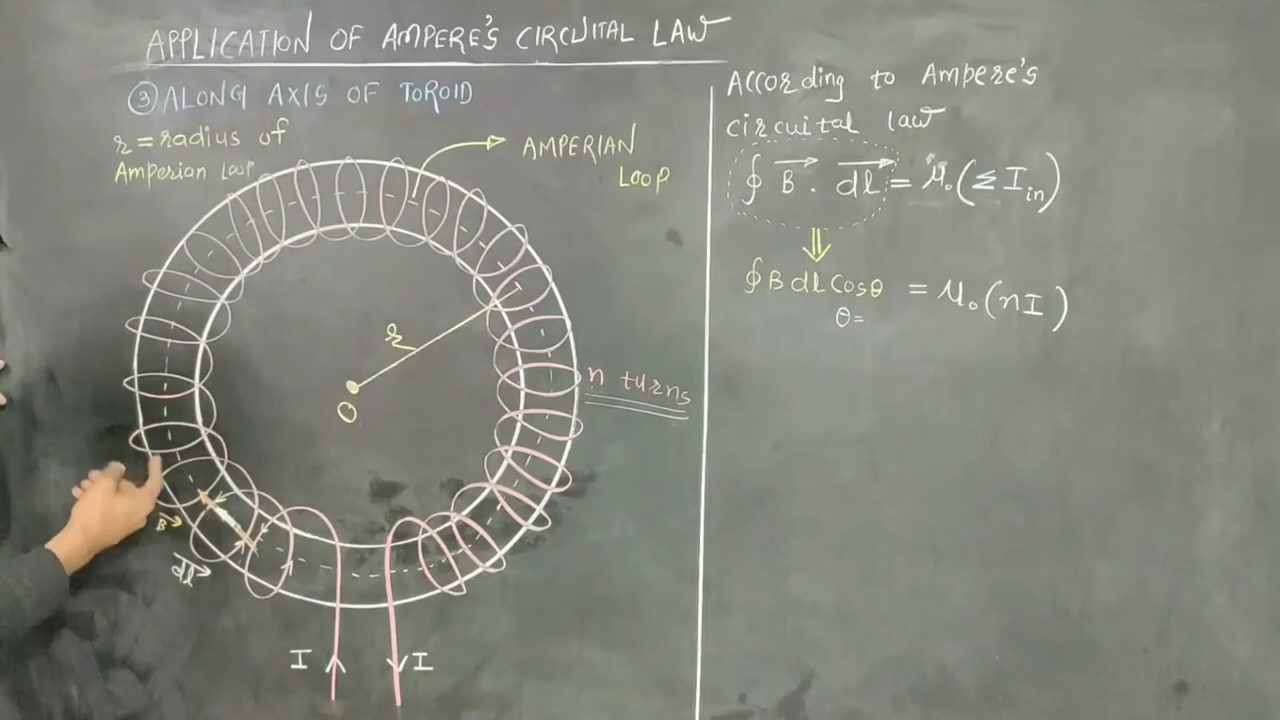 APPLICATION OF AMPERE'S CIRCUITAL LAW
③ ALONG AXIS OF TOROID
r = radius of
Amperian Loop
AMPERIAN
LOOP
r
O
n turns
B→
dl→
I
I
According to Ampere's
circuital law
∮ B⃗ . dl⃗ = μ₀(ΣI_in)
⇓
∮ B dl Cosθ = μ₀(nI)
θ=